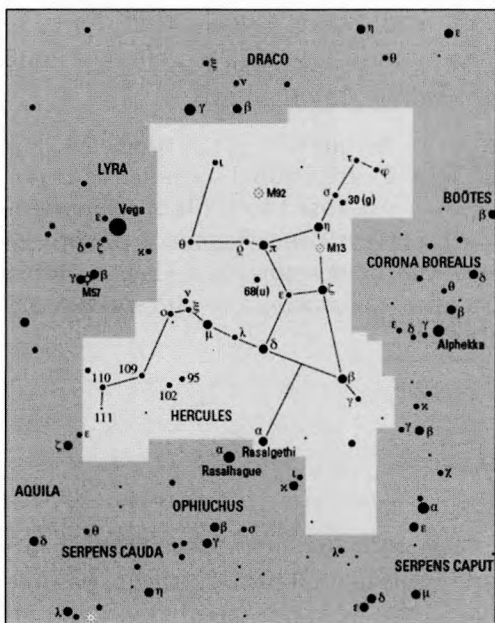 η
ε
ξ
DRACO
θ
ν
γ
β
τ
LYRA
ι
φ
M92
σ
30 (g)
BOÖTES
ε
Vega
η
β
δ
ζ
κ
θ
ϱ
π
M13
CORONA BOREALIS
γ
β
M57
68(u)
ε
ζ
θ
δ
ν
ο
ξ
β
μ
λ
ε
δ
γ
Alphekka
δ
109
95
β
110
102
γ
κ
111
HERCULES
α
Rasalgethi
γ
β
ζ
ε
α
Rasalhague
ι
χ
AQUILA
κ
OPHIUCHUS
α
θ
β
σ
ε
δ
SERPENS CAUDA
γ
λ
SERPENS CAPUT
η
δ
μ
λ
ε